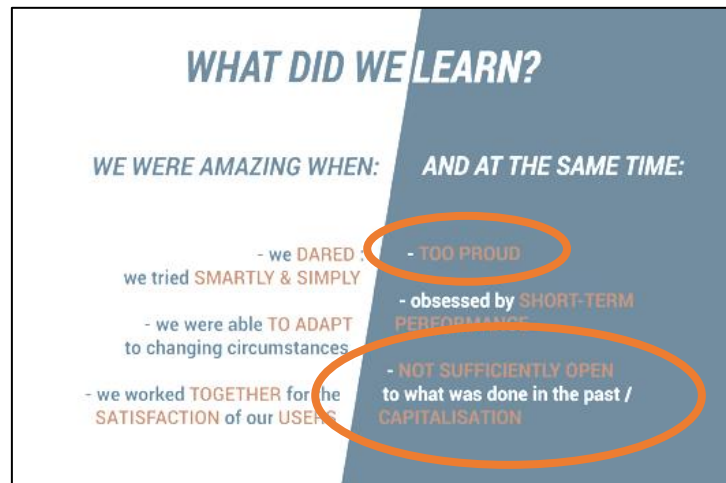 WHAT DID WE LEARN?
WE WERE AMAZING WHEN:
- we DARED :
we tried SMARTLY & SIMPLY
- we were able TO ADAPT
to changing circumstances
- we worked TOGETHER for the
SATISFACTION of our USERS
AND AT THE SAME TIME:
- TOO PROUD
- obsessed by SHORT-TERM
PERFORMANCE
- NOT SUFFICIENTLY OPEN
to what was done in the past /
CAPITALISATION